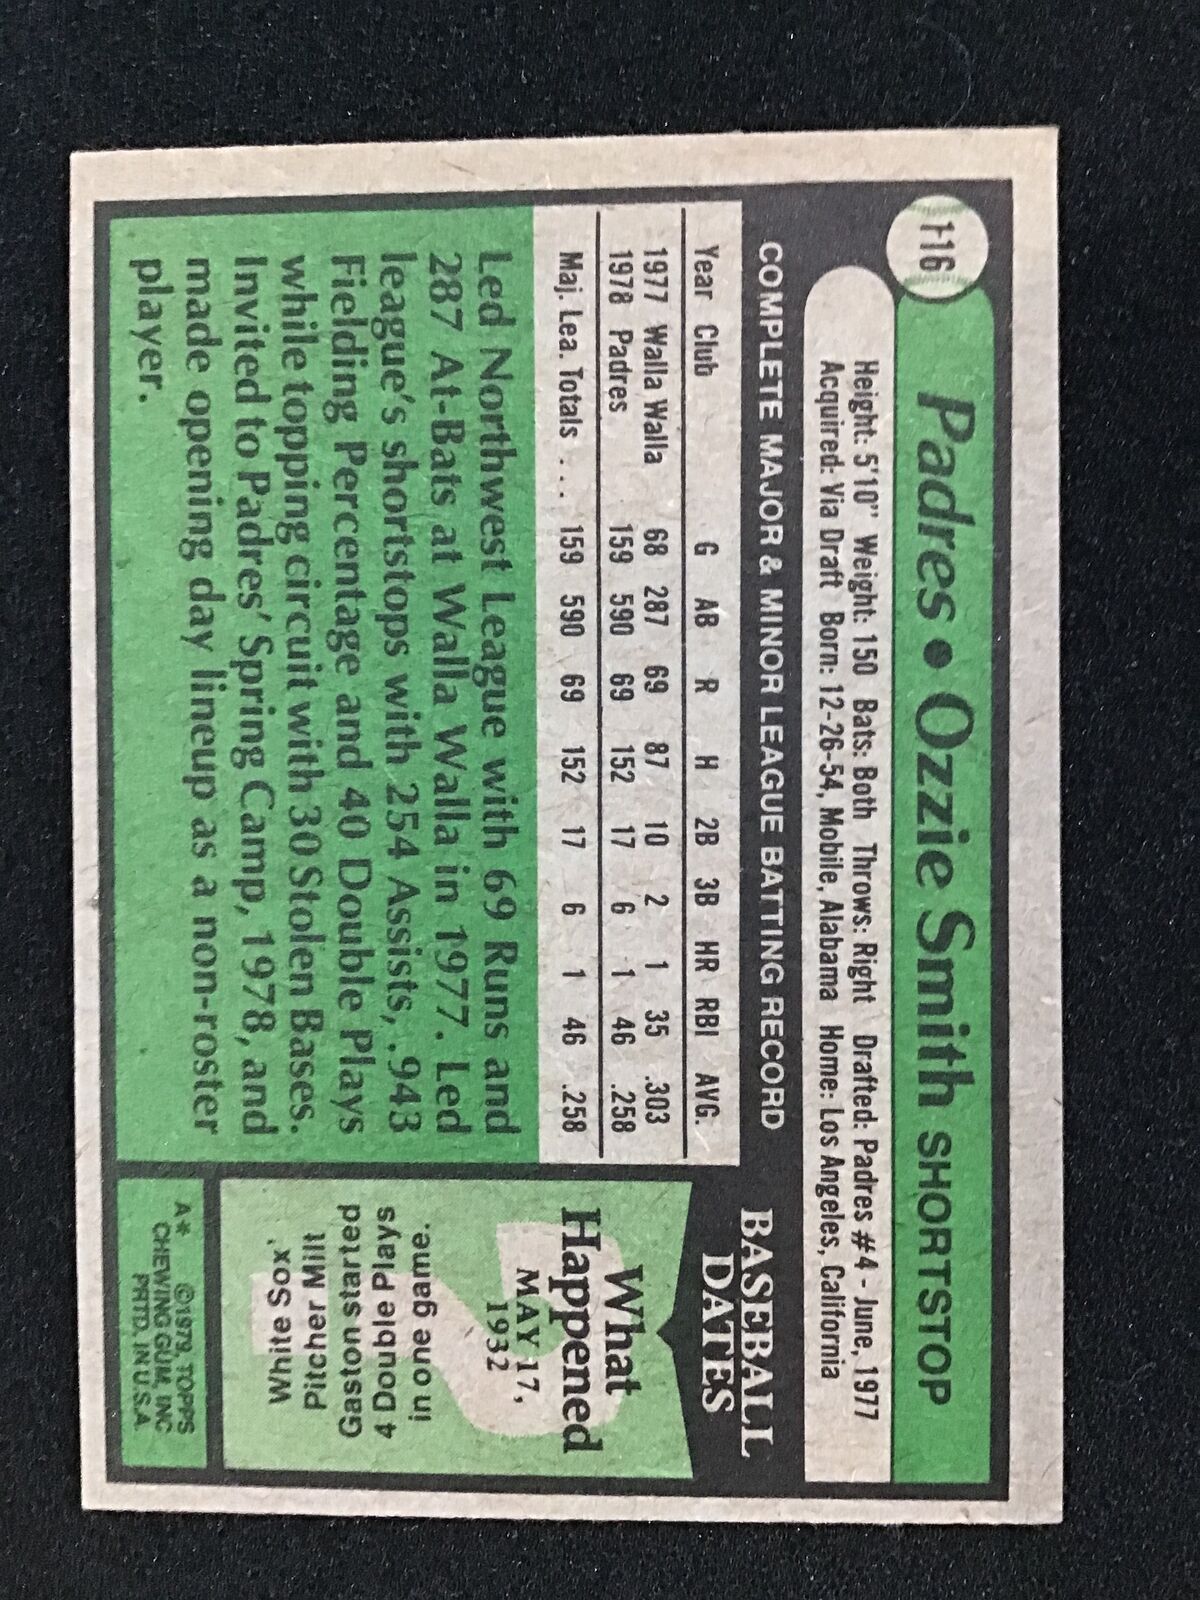 116
Padres • Ozzie Smith SHORTSTOP
Height: 5'10" Weight: 150 Bats: Both Throws: Right Drafted: Padres #4 - June, 1977
Acquired: Via Draft Born: 12-26-54, Mobile, Alabama Home: Los Angeles, California
COMPLETE MAJOR & MINOR LEAGUE BATTING RECORD
Year Club G AB R H 2B 3B HR RBI AVG.
1977 Walla Walla 68 287 69 87 10 2 1 35 .303
1978 Padres 159 590 69 152 17 6 1 46 .258
Maj. Lea. Totals . . . 159 590 69 152 17 6 1 46 .258
Led Northwest League with 69 Runs and
287 At-Bats at Walla Walla in 1977. Led
league's shortstops with 254 Assists, .943
Fielding Percentage and 40 Double Plays
while topping circuit with 30 Stolen Bases.
Invited to Padres' Spring Camp, 1978, and
made opening day lineup as a non-roster
player.
BASEBALL
DATES
What
Happened
MAY 17,
1932
White Sox'
Pitcher Milt
Gaston started
4 Double Plays
in one game.
A* ©1979, TOPPS
CHEWING GUM, INC
PRTD. IN U.S.A.